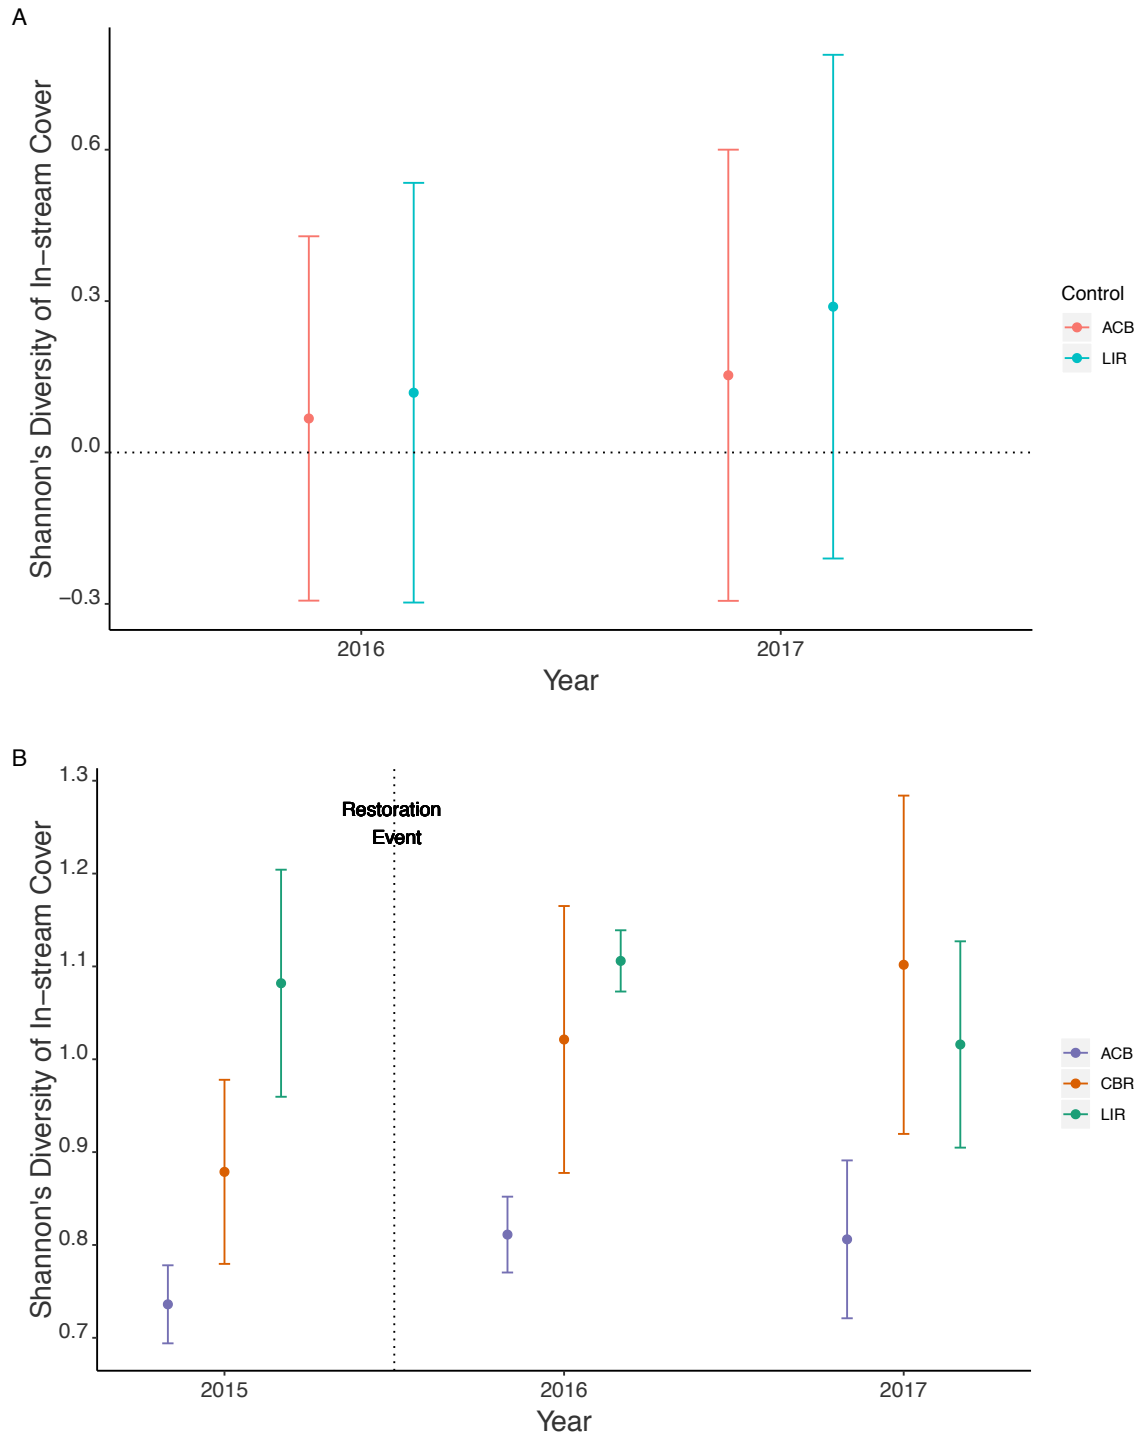 A
Shannon's Diversity of In−stream Cover
0.6
0.3
0.0
−0.3
2016
2017
Year
Control
ACB
LIR
B
Shannon's Diversity of In−stream Cover
1.3
1.2
1.1
1.0
0.9
0.8
0.7
Restoration
Event
2015
2016
2017
Year
ACB
CBR
LIR